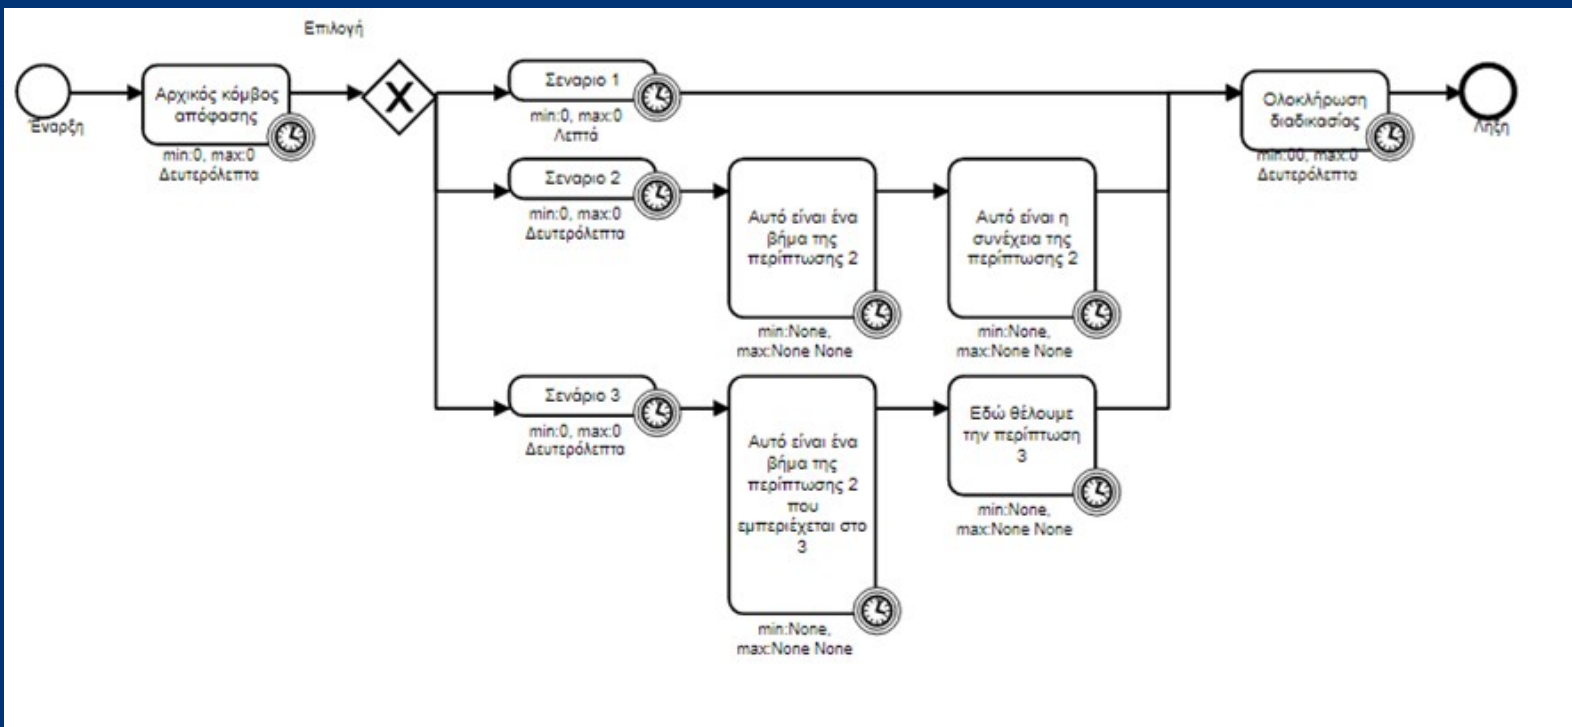 Επιλογή
Έναρξη
Αρχικός κόμβος
απόφασης
min:0, max:0
Δευτερόλεπτα
X
Σεναριο 1
min:0, max:0
Λεπτά
Ολοκλήρωση
διαδικασίας
min:00, max:0
Δευτερόλεπτα
Λήξη
Σεναριο 2
min:0, max:0
Δευτερόλεπτα
Αυτό είναι ένα
βήμα της
περίπτωσης 2
min:None,
max:None None
Αυτό είναι η
συνέχεια της
περίπτωσης 2
min:None,
max:None None
Σενάριο 3
min:0, max:0
Δευτερόλεπτα
Αυτό είναι ένα
βήμα της
περίπτωσης 2
που
εμπεριέχεται στο
3
min:None,
max:None None
Εδώ θέλουμε
την περίπτωση
3
min:None,
max:None None